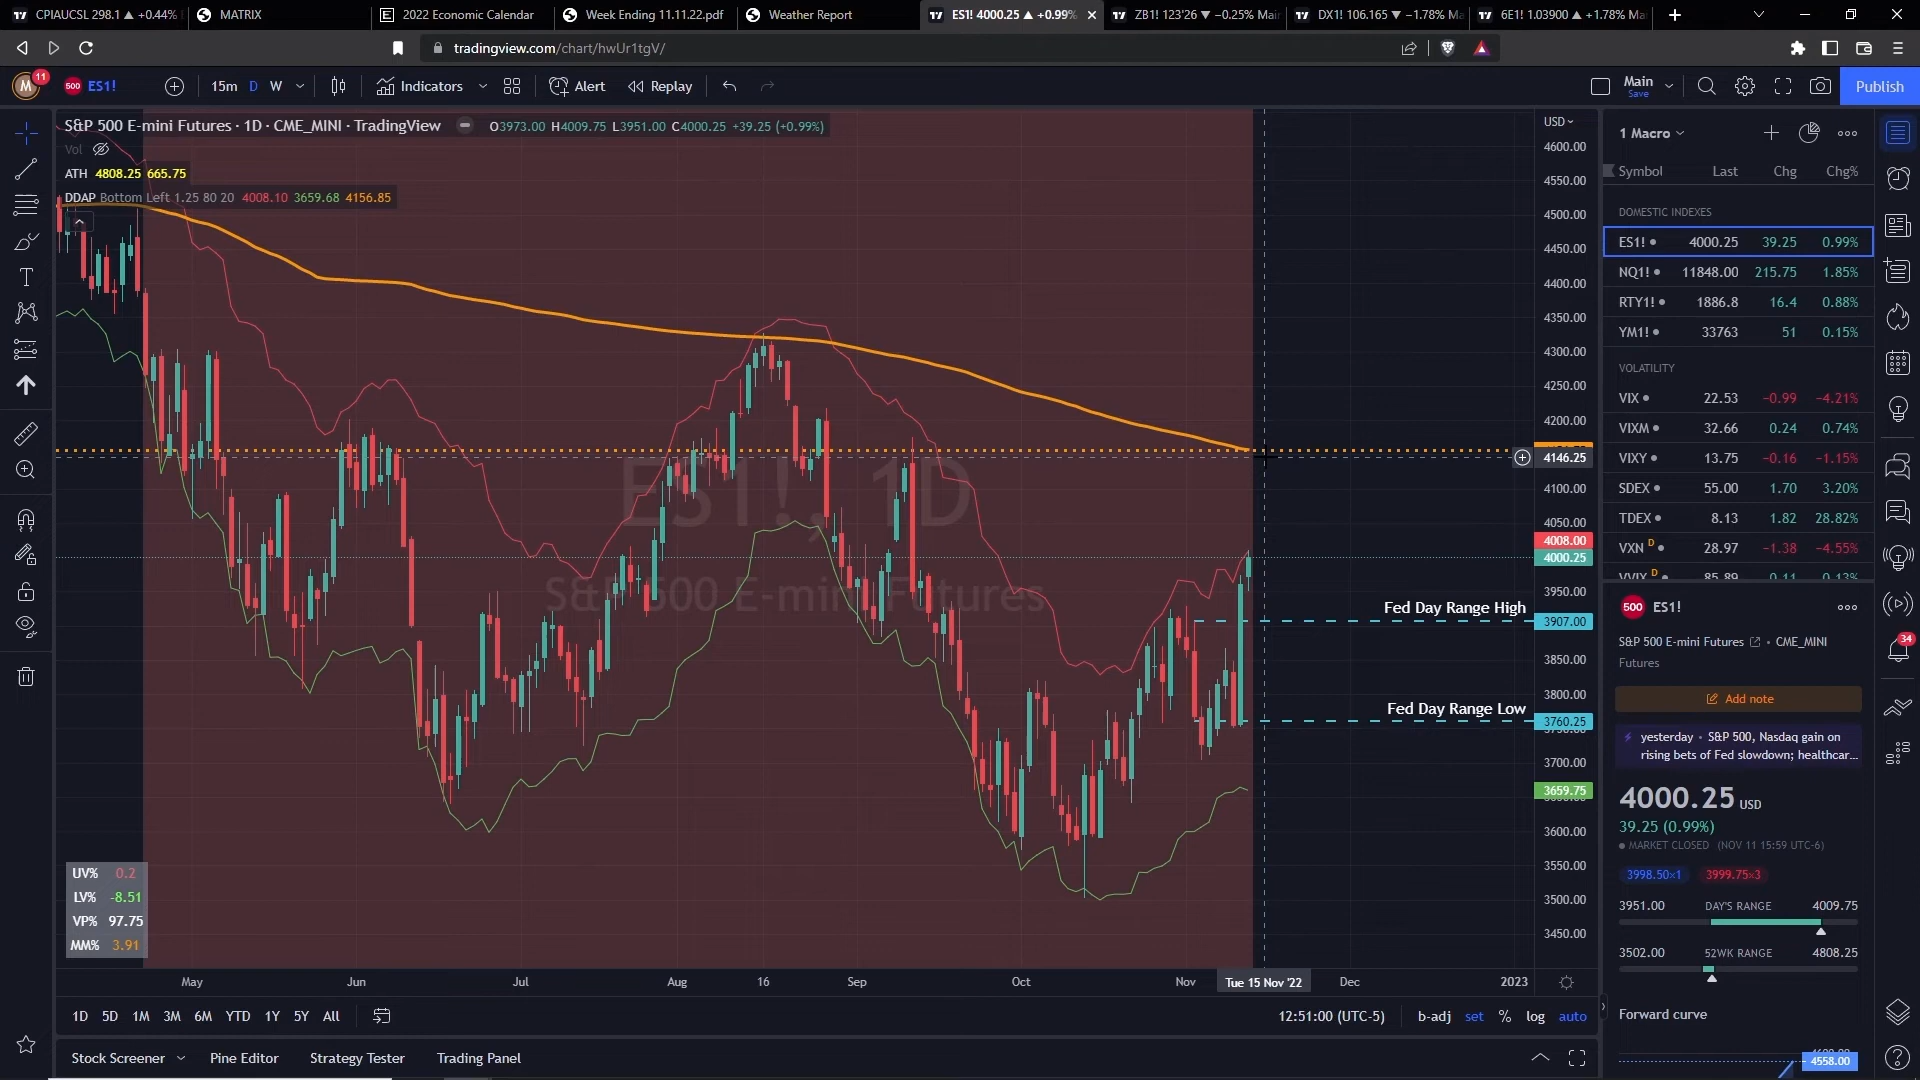 CPIAUCSL 298.1 ▲ +0.44%
MATRIX
2022 Economic Calendar
Week Ending 11.11.22.pdf
Weather Report
ES1! 4000.25 ▲ +0.99%
ZB1! 123'26 ▼ −0.25% Mai
DX1! 106.165 ▼ −1.78% Ma
6E1! 1.03900 ▲ +1.78% Ma
tradingview.com/chart/hwUr1tgV/
M 11
500 ES1!
15m D W
Indicators
Alert
Replay
Main
Save
Publish
S&P 500 E-mini Futures · 1D · CME_MINI · TradingView
O3973.00 H4009.75 L3951.00 C4000.25 +39.25 (+0.99%)
Vol
ATH 4808.25 665.75
DDAP Bottom Left 1.25 80 20 4008.10 3659.68 4156.85
ES1!, 1D
S&P 500 E-mini Futures
Fed Day Range High
Fed Day Range Low
UV% 0.2
LV% -8.51
VP% 97.75
MM% 3.91
USD
4600.00
4550.00
4500.00
4450.00
4400.00
4350.00
4300.00
4250.00
4200.00
4146.25
4100.00
4050.00
4008.00
4000.25
3950.00
3907.00
3850.00
3800.00
3760.25
3700.00
3659.75
3600.00
3550.00
3500.00
3450.00
May Jun Jul Aug 16 Sep Oct Nov Tue 15 Nov '22 Dec 2023
1D 5D 1M 3M 6M YTD 1Y 5Y All
12:51:00 (UTC-5)
b-adj set % log auto
Stock Screener Pine Editor Strategy Tester Trading Panel
1 Macro
Symbol Last Chg Chg%
DOMESTIC INDEXES
ES1! 4000.25 39.25 0.99%
NQ1! 11848.00 215.75 1.85%
RTY1! 1886.8 16.4 0.88%
YM1! 33763 51 0.15%
VOLATILITY
VIX 22.53 −0.99 −4.21%
VIXM 32.66 0.24 0.74%
VIXY 13.75 −0.16 −1.15%
SDEX 55.00 1.70 3.20%
TDEX 8.13 1.82 28.82%
VXN D 28.97 −1.38 −4.55%
VVIX D 85.89 0.11 0.13%
500 ES1!
S&P 500 E-mini Futures • CME_MINI
Futures
Add note
yesterday • S&P 500, Nasdaq gain on
rising bets of Fed slowdown; healthcar...
4000.25 USD
39.25 (0.99%)
MARKET CLOSED (NOV 11 15:59 UTC-6)
3998.50×1 3999.75×3
3951.00 DAY'S RANGE 4009.75
3502.00 52WK RANGE 4808.25
Forward curve
4558.00
34